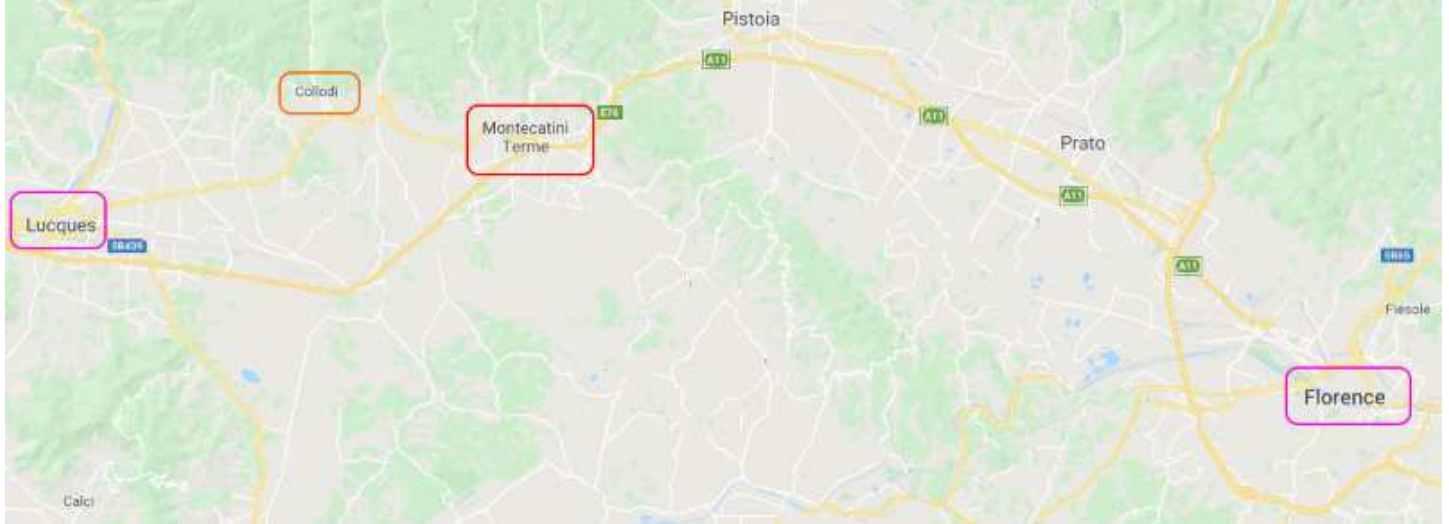 Pistoia
A11
Collodi
E76
A11
Montecatini
Terme
Prato
A11
Lucques
SR439
SR65
A11
Fiesole
Florence
Calci